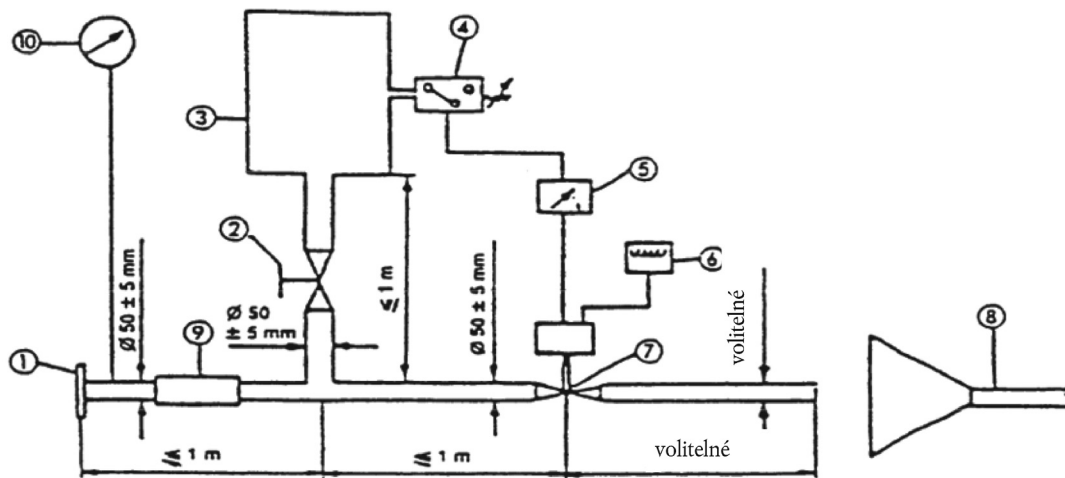 10
4
3
5
2
6
≤ 1 m
Ø 50 ± 5 mm
Ø 50
± 5 mm
Ø 50 ± 5 mm
volitelné
9
7
8
1
1 m
1 m
volitelné